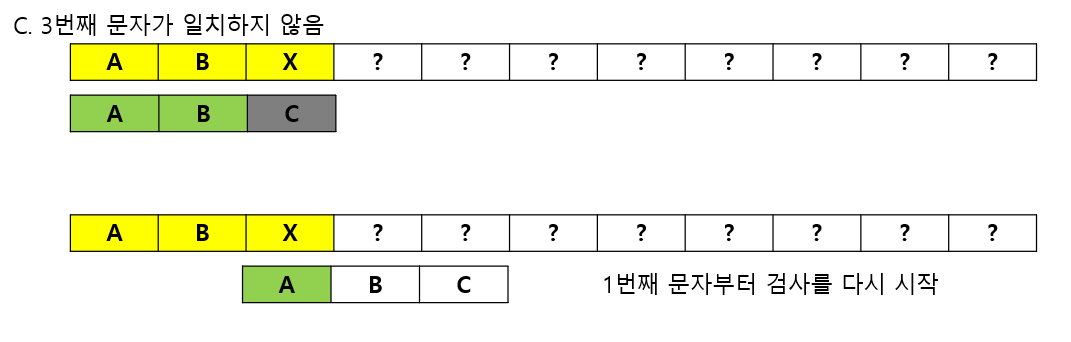 C. 3번째 문자가 일치하지 않음
A B X ? ? ? ? ? ? ? ?
A B C
A B X ? ? ? ? ? ? ? ?
A B C 1번째 문자부터 검사를 다시 시작